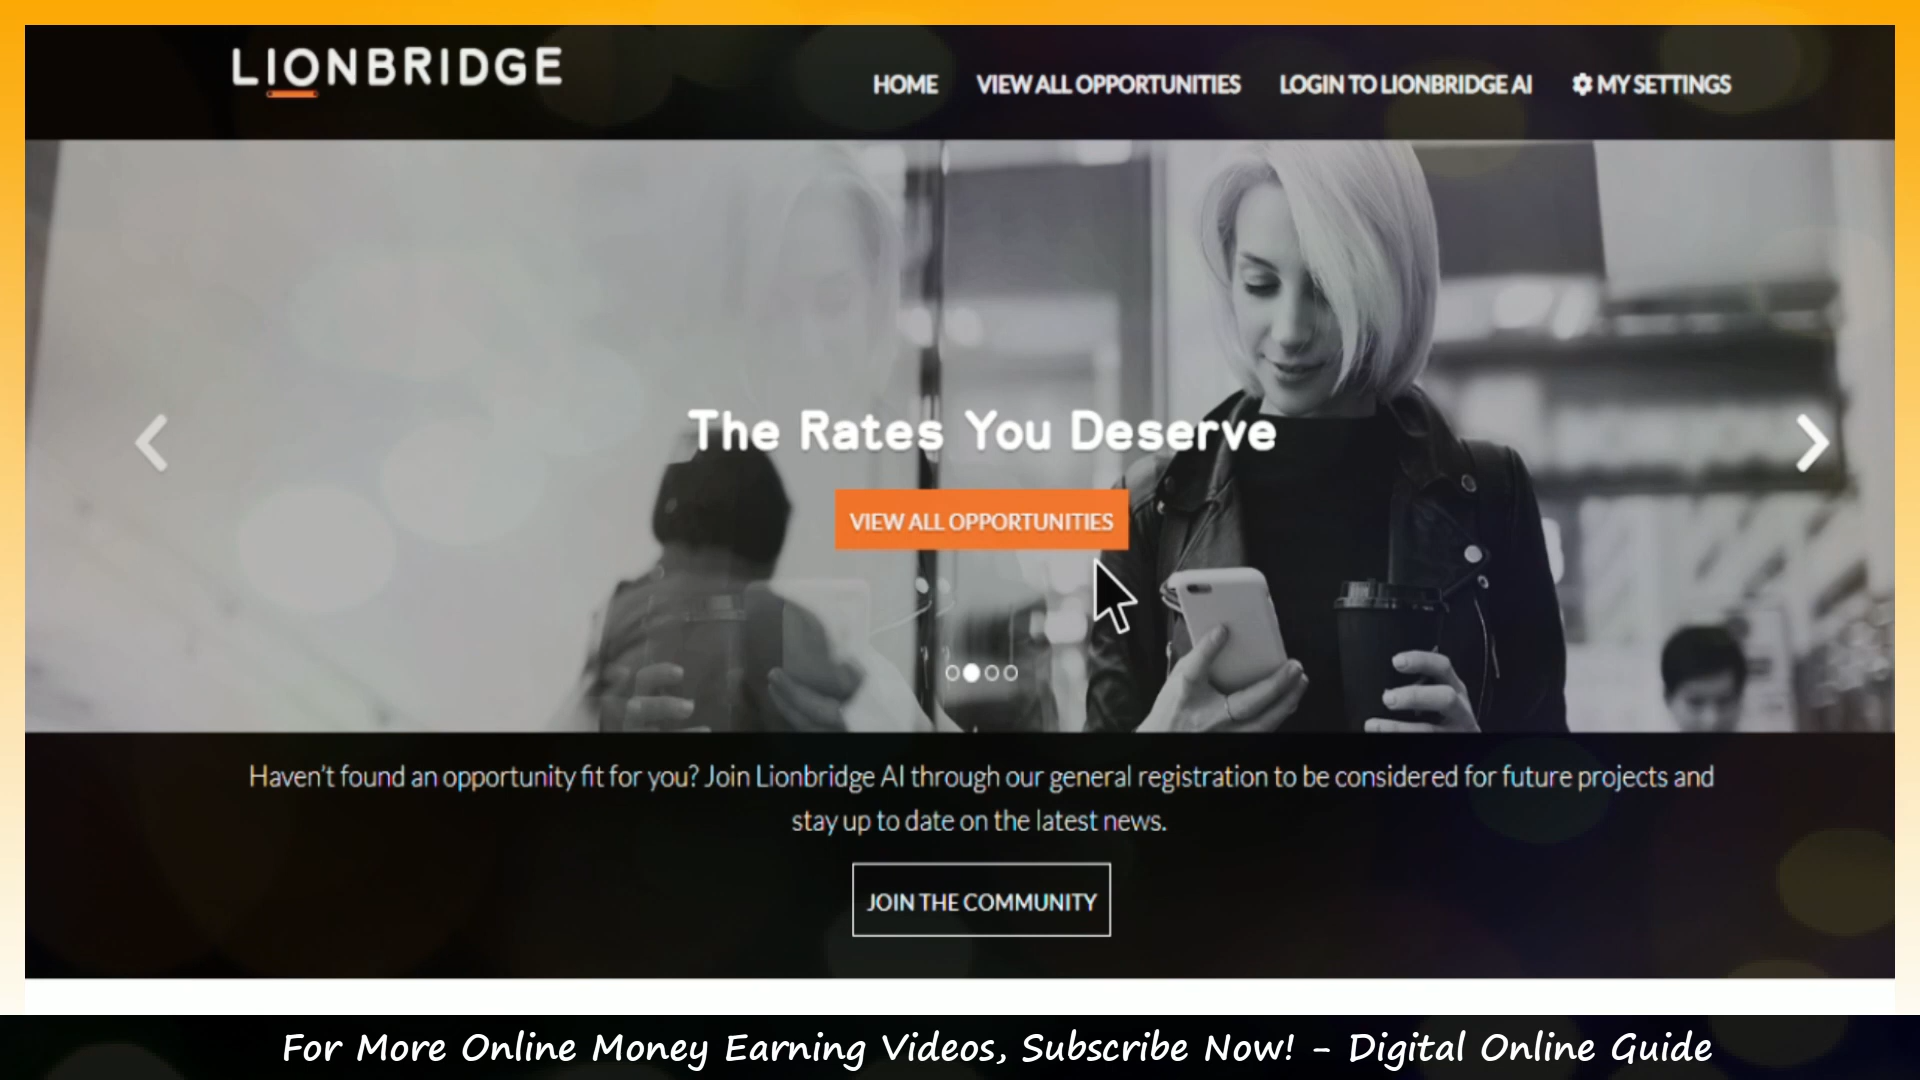 LIONBRIDGE
HOME VIEW ALL OPPORTUNITIES LOGIN TO LIONBRIDGE AI MY SETTINGS
The Rates You Deserve
VIEW ALL OPPORTUNITIES
Haven't found an opportunity fit for you? Join Lionbridge AI through our general registration to be considered for future projects and
stay up to date on the latest news.
JOIN THE COMMUNITY
For More Online Money Earning Videos, Subscribe Now! - Digital Online Guide